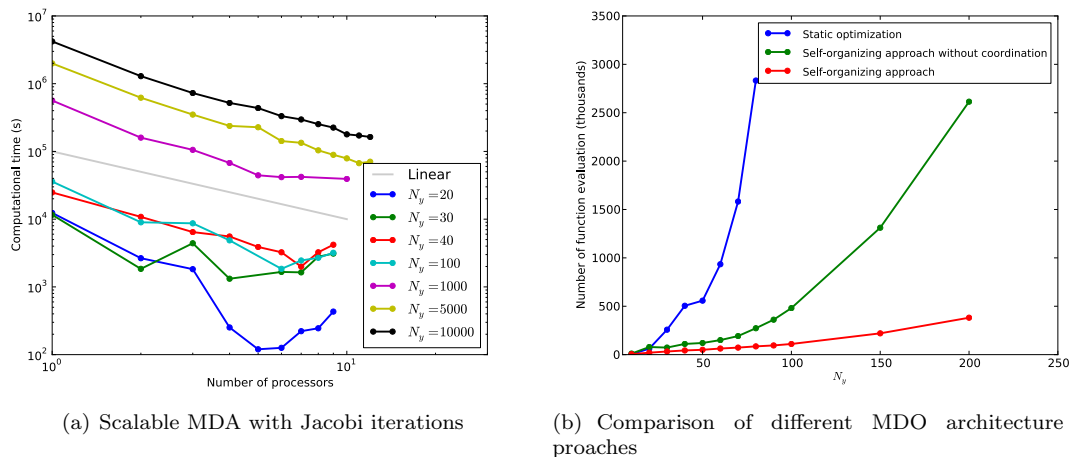 10^7
10^6
10^5
10^4
10^3
10^2
10^0
10^1
Computational time (s)
Number of processors
Linear
N_y=20
N_y=30
N_y=40
N_y=100
N_y=1000
N_y=5000
N_y=10000
(a) Scalable MDA with Jacobi iterations
3500
3000
2500
2000
1500
1000
500
0
50
100
150
200
250
Number of function evaluation (thousands)
N_y
Static optimization
Self-organizing approach without coordination
Self-organizing approach
(b) Comparison of different MDO architecture
proaches